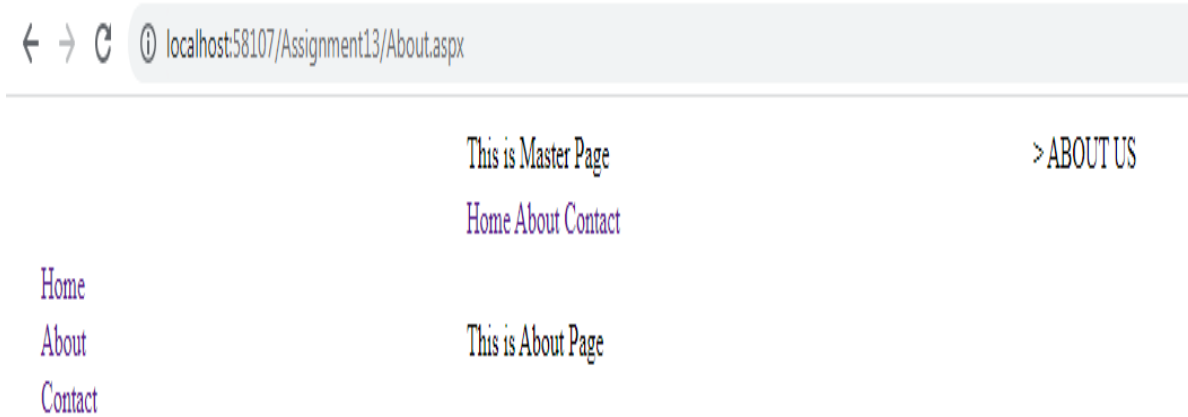 localhost:58107/Assignment13/About.aspx
This is Master Page
> ABOUT US
Home About Contact
Home
About
This is About Page
Contact